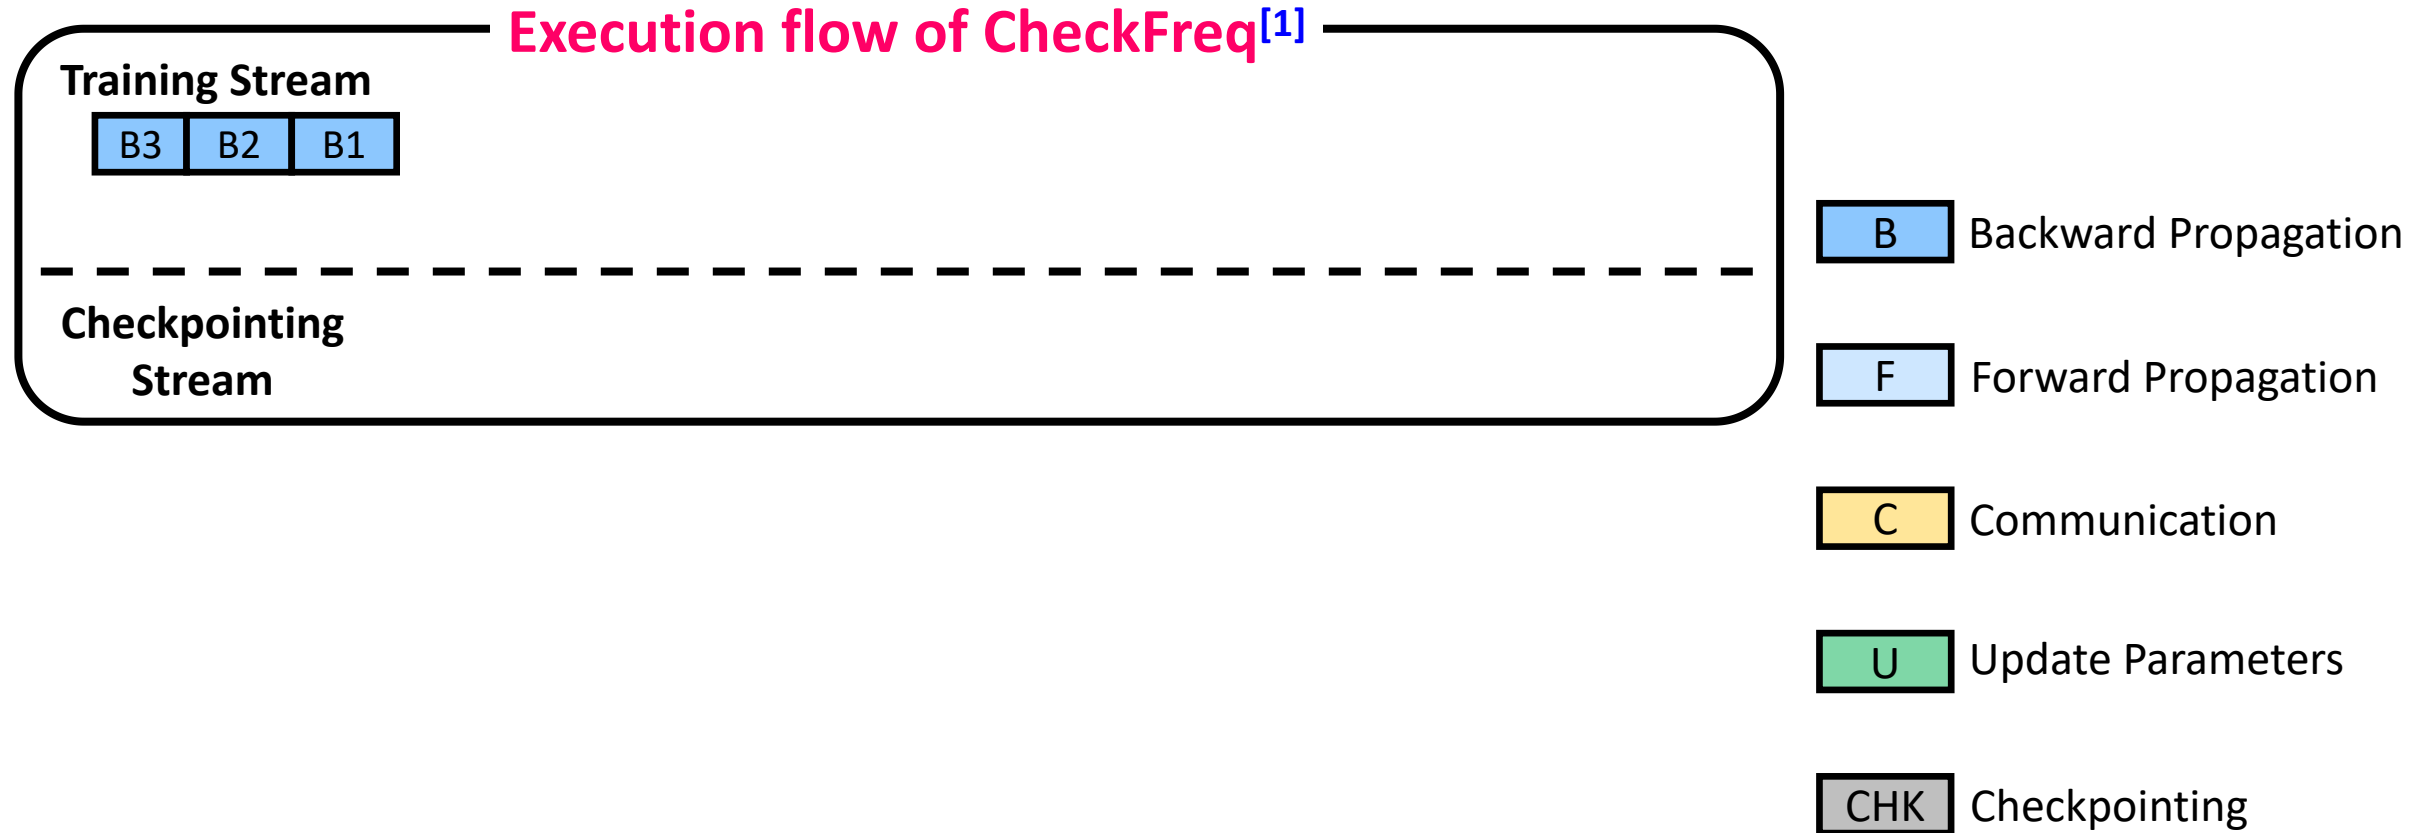 Execution flow of CheckFreq[1]
Training Stream
B3 B2 B1
Checkpointing
Stream
B Backward Propagation
F Forward Propagation
C Communication
U Update Parameters
CHK Checkpointing